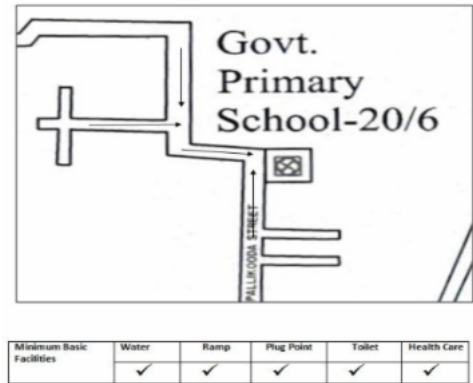 Govt.
Primary
School-20/6
PALLIKOODA STREET
Minimum Basic Facilities Water Ramp Plug Point Toilet Health Care
✓ ✓ ✓ ✓ ✓